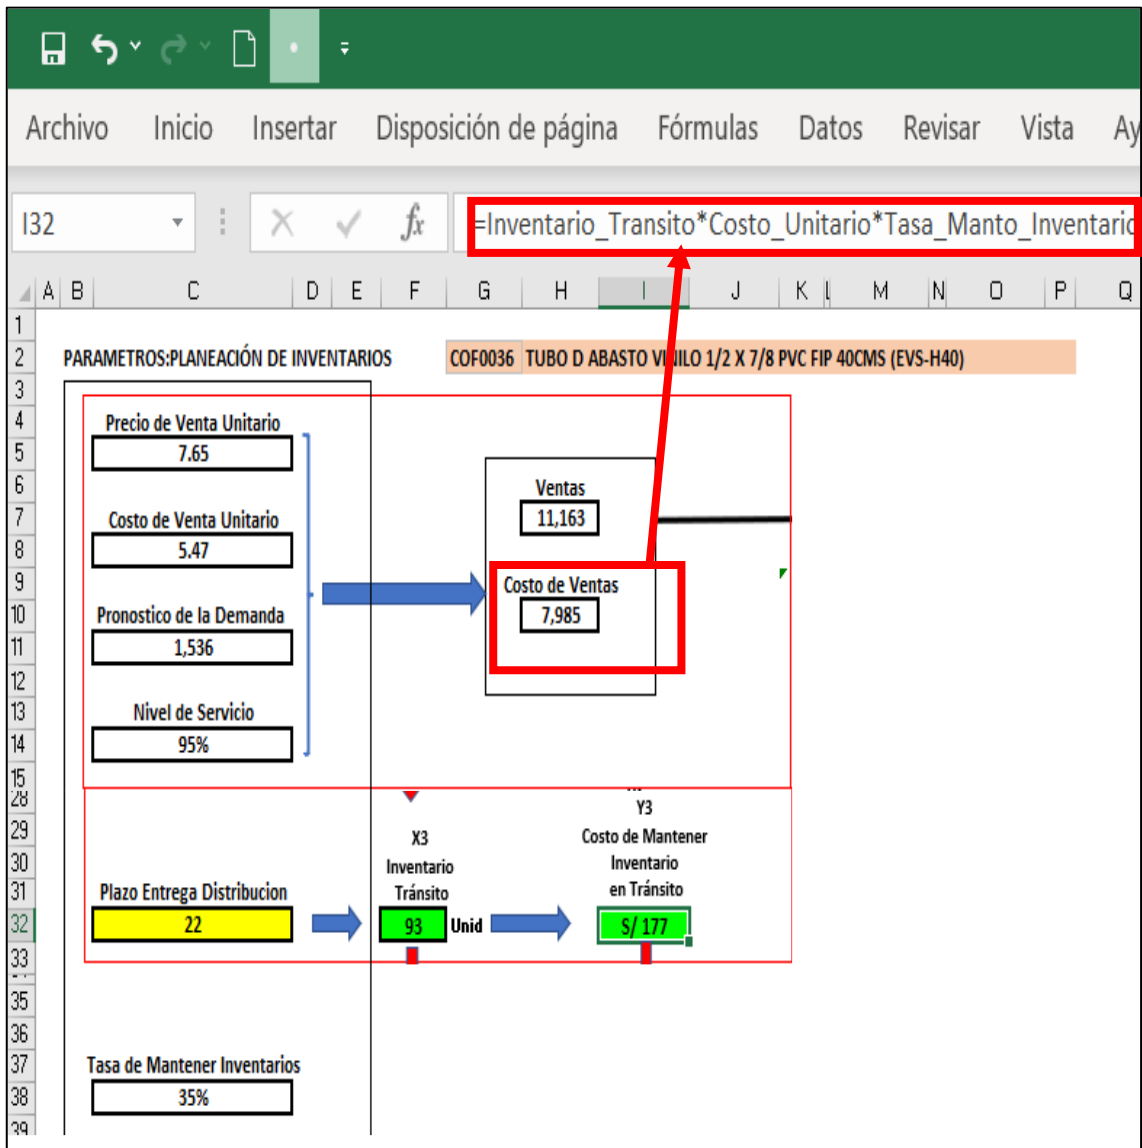 Archivo Inicio Insertar Disposición de página Fórmulas Datos Revisar Vista Ay
I32 fx =Inventario_Transito*Costo_Unitario*Tasa_Manto_Inventario
A B C D E F G H I J K L M N O P Q
1
2 PARAMETROS:PLANEACIÓN DE INVENTARIOS COF0036 TUBO D ABASTO VINILO 1/2 X 7/8 PVC FIP 40CMS (EVS-H40)
3
4 Precio de Venta Unitario
5 7.65
6 Ventas
7 Costo de Venta Unitario 11,163
8 5.47
9 Costo de Ventas
10 Pronostico de la Demanda 7,985
11 1,536
12
13 Nivel de Servicio
14 95%
15
28 Y3
29 X3 Costo de Mantener
30 Inventario Inventario
31 Plazo Entrega Distribucion Tránsito en Tránsito
32 22 93 Unid S/ 177
33
35
36
37 Tasa de Mantener Inventarios
38 35%
39